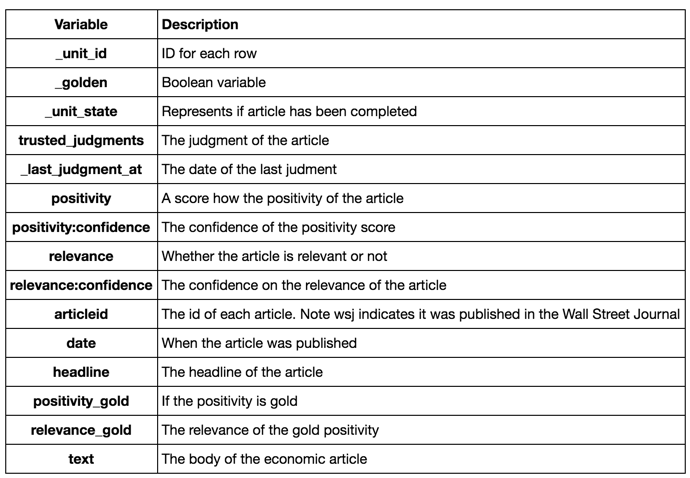 Variable Description
_unit_id ID for each row
_golden Boolean variable
_unit_state Represents if article has been completed
trusted_judgments The judgment of the article
_last_judgment_at The date of the last judment
positivity A score how the positivity of the article
positivity:confidence The confidence of the positivity score
relevance Whether the article is relevant or not
relevance:confidence The confidence on the relevance of the article
articleid The id of each article. Note wsj indicates it was published in the Wall Street Journal
date When the article was published
headline The headline of the article
positivity_gold If the positivity is gold
relevance_gold The relevance of the gold positivity
text The body of the economic article